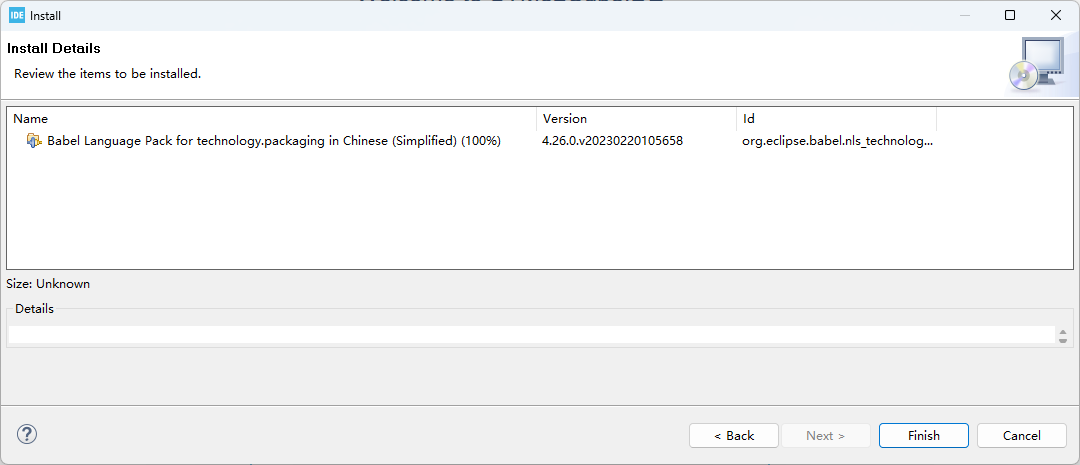 IDE Install
Install Details
Review the items to be installed.
Name Version Id
Babel Language Pack for technology.packaging in Chinese (Simplified) (100%) 4.26.0.v20230220105658 org.eclipse.babel.nls_technolog...
Size: Unknown
Details
? < Back Next > Finish Cancel